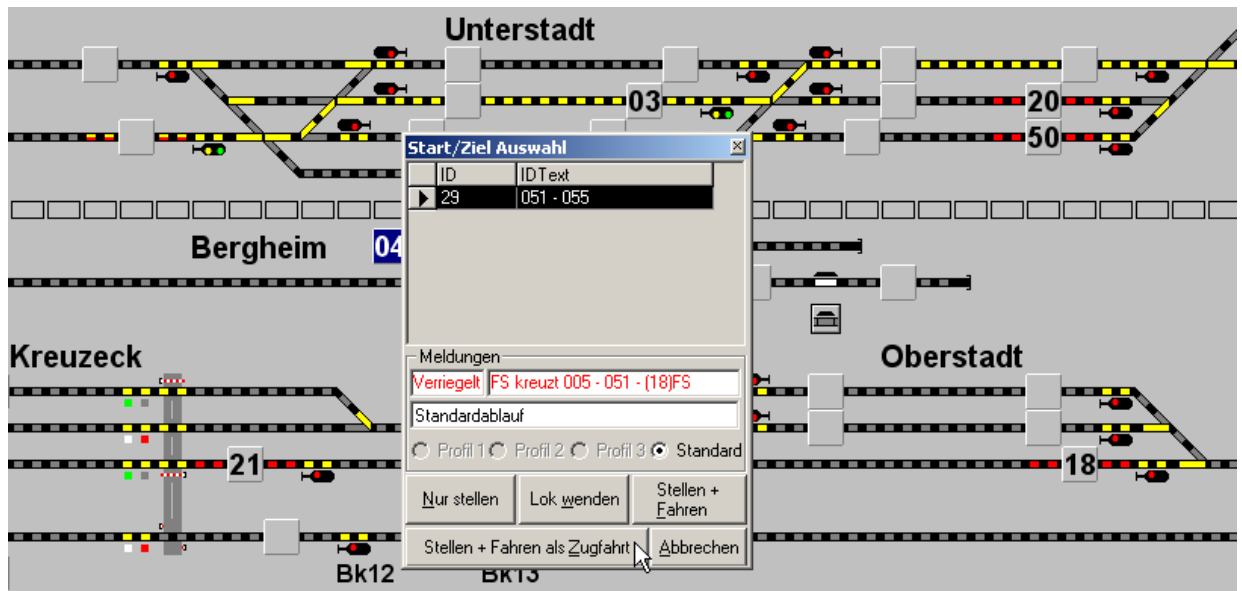 Unterstadt
03
20
50
Start/Ziel Auswahl
ID IDText
29 051 - 055
Bergheim 04
Kreuzeck
Oberstadt
Meldungen
Verriegelt FS kreuzt 005 - 051 - (18)FS
Standardablauf
Profil 1 Profil 2 Profil 3 Standard
21
18
Nur stellen Lok wenden Stellen +
Fahren
Stellen + Fahren als Zugfahrt Abbrechen
Bk12 Bk13